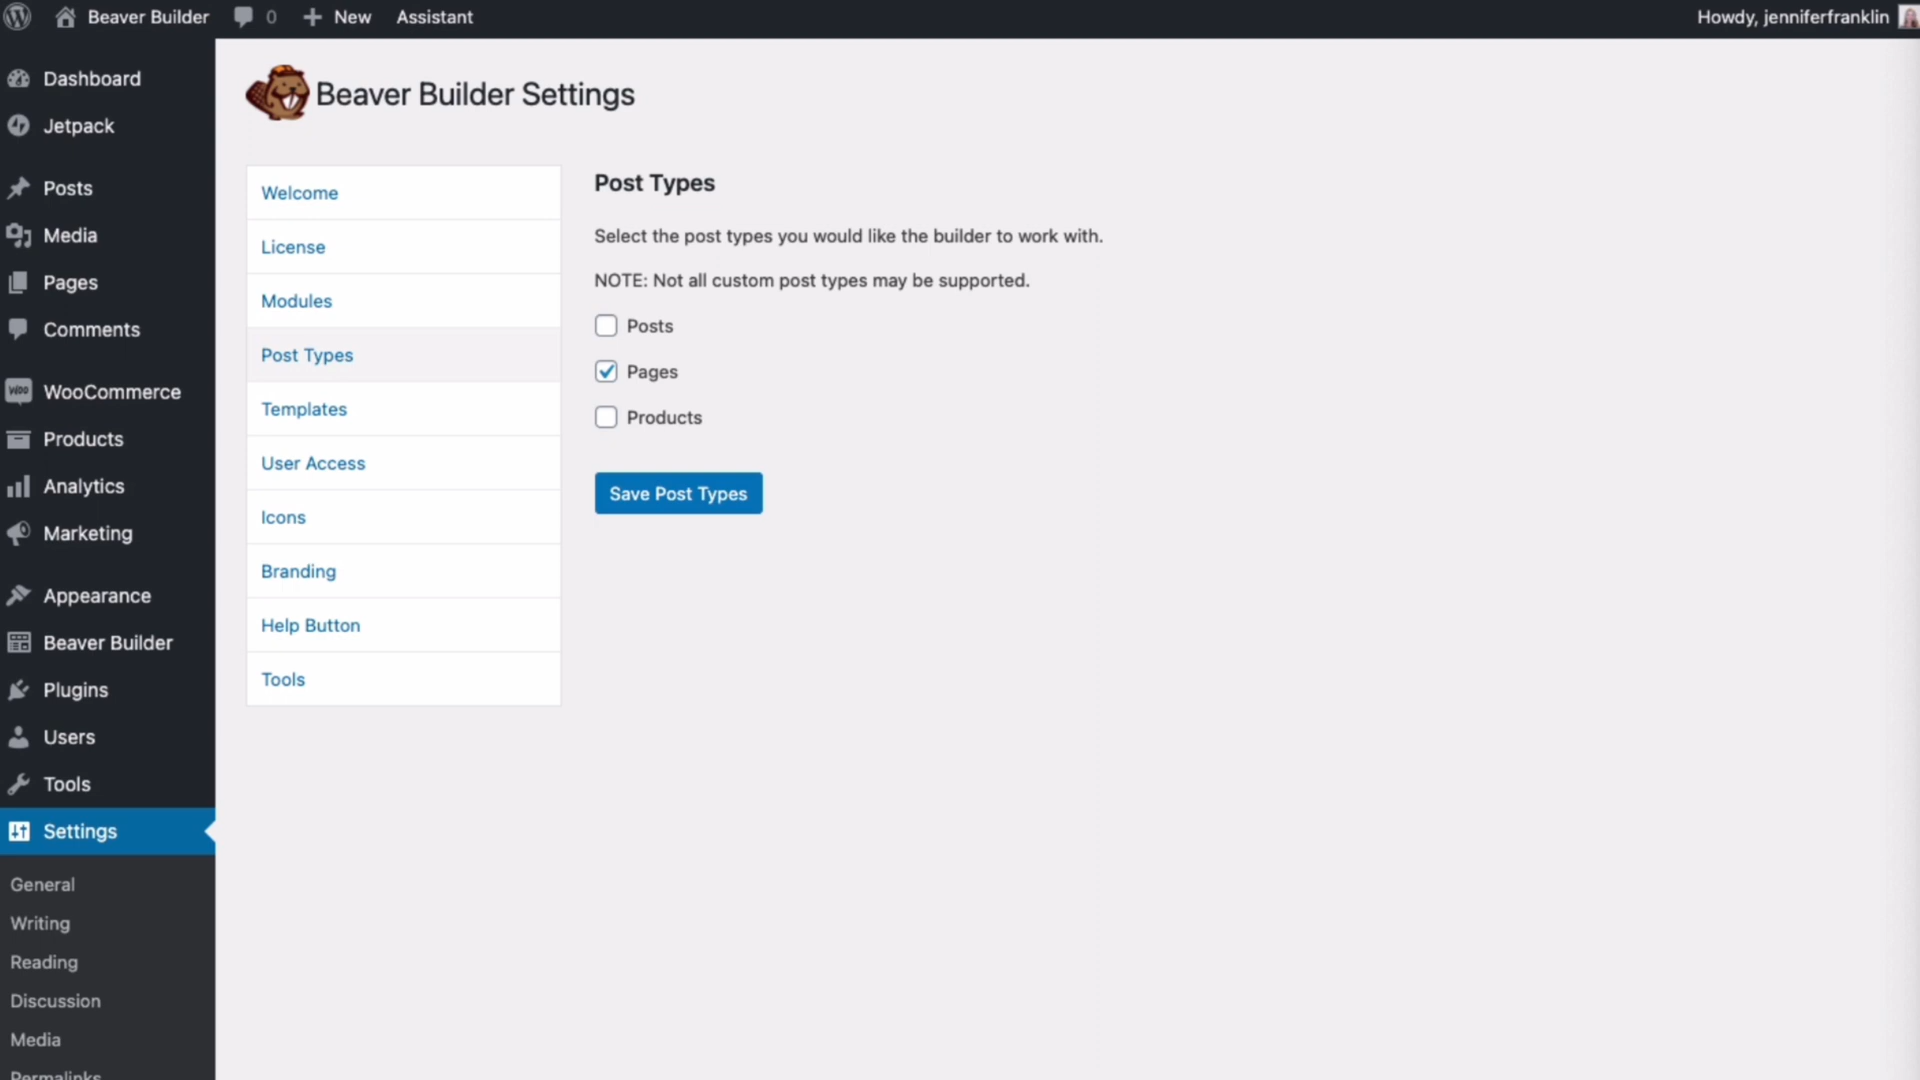 Beaver Builder
0
New
Assistant
Howdy, jenniferfranklin
Dashboard
Jetpack
Posts
Media
Pages
Comments
WooCommerce
Products
Analytics
Marketing
Appearance
Beaver Builder
Plugins
Users
Tools
Settings
General
Writing
Reading
Discussion
Media
Permalinks
Beaver Builder Settings
Welcome
License
Modules
Post Types
Templates
User Access
Icons
Branding
Help Button
Tools
Post Types
Select the post types you would like the builder to work with.
NOTE: Not all custom post types may be supported.
Posts
Pages
Products
Save Post Types